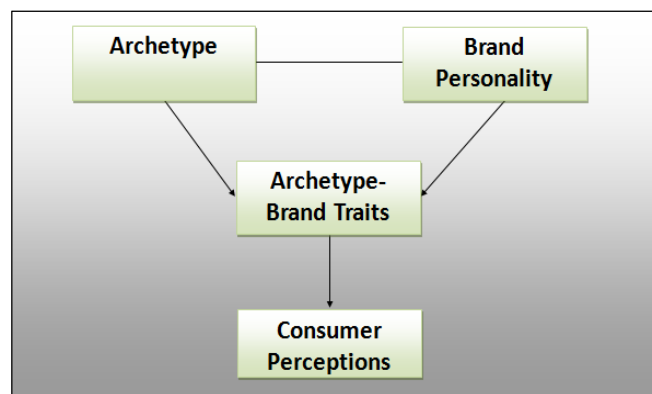 Archetype
Brand
Personality
Archetype-
Brand Traits
Consumer
Perceptions